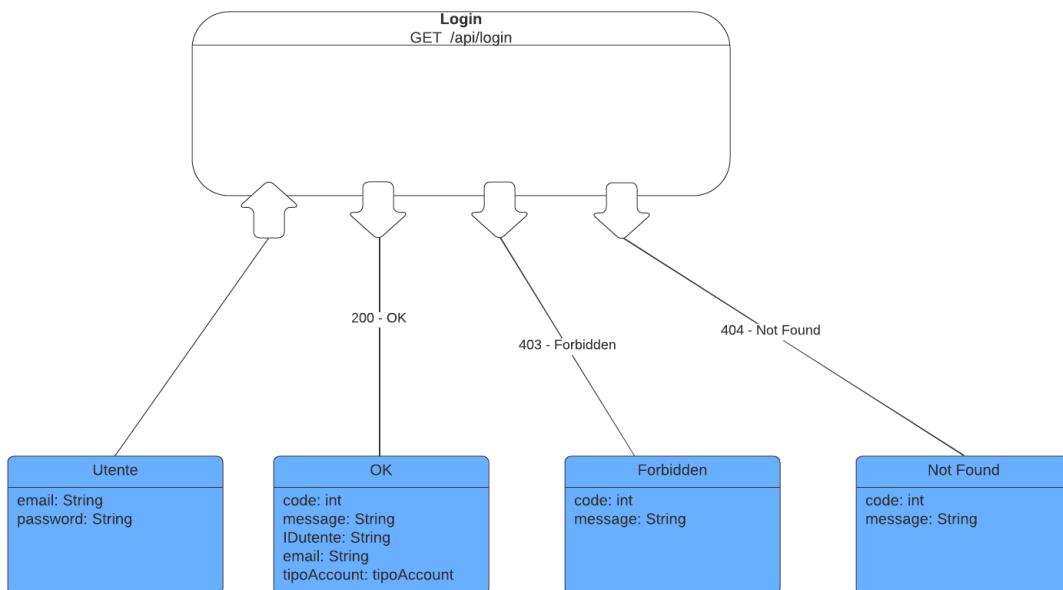 Login
GET /api/login
200 - OK
403 - Forbidden
404 - Not Found
Utente
email: String
password: String
OK
code: int
message: String
IDutente: String
email: String
tipoAccount: tipoAccount
Forbidden
code: int
message: String
Not Found
code: int
message: String